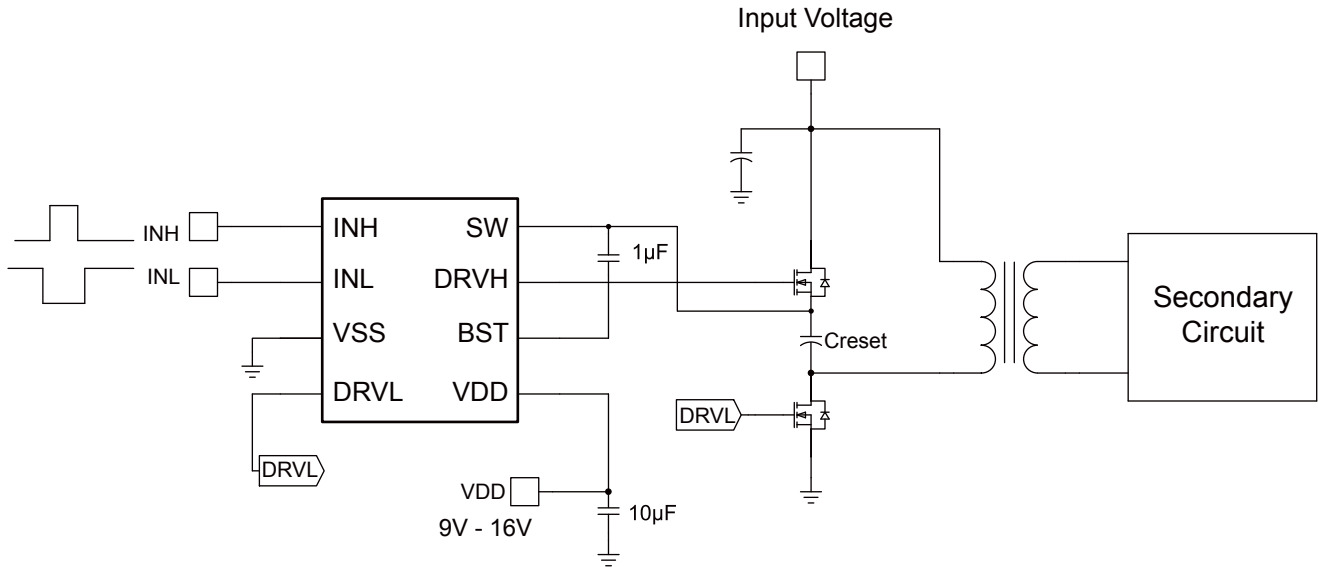 Input Voltage
INH
INL
INH
INL
VSS
DRVL
SW
DRVH
BST
VDD
1µF
Creset
DRVL
DRVL
VDD
9V - 16V
10µF
Secondary
Circuit